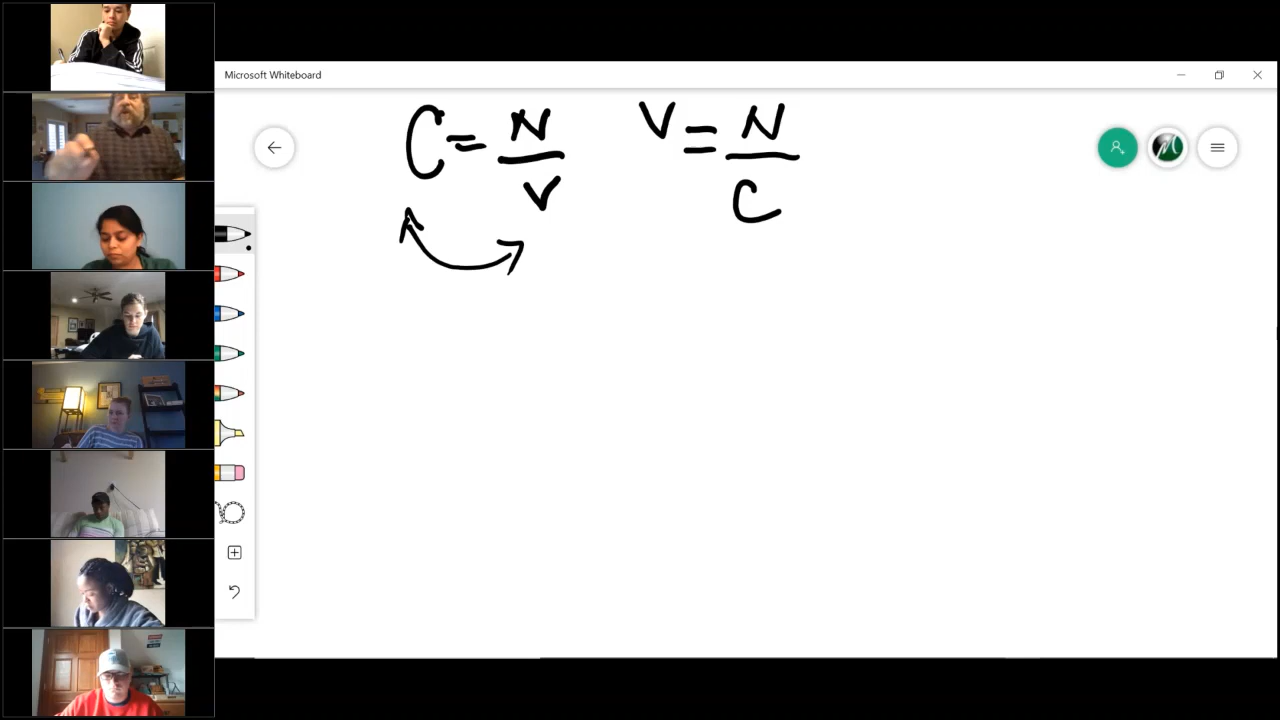 Microsoft Whiteboard
C = N / V
V = N / C